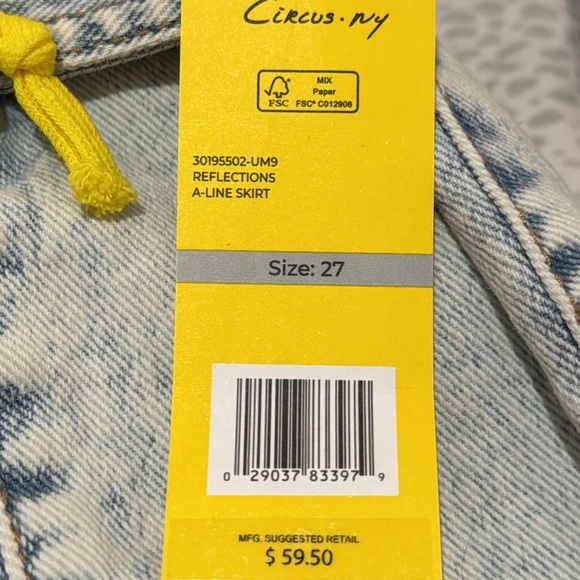 Circus · NY
MIX
Paper
FSC
FSC® C012906
30195502-UM9
REFLECTIONS
A-LINE SKIRT
Size: 27
0 29037 83397 9
MFG. SUGGESTED RETAIL
$ 59.50